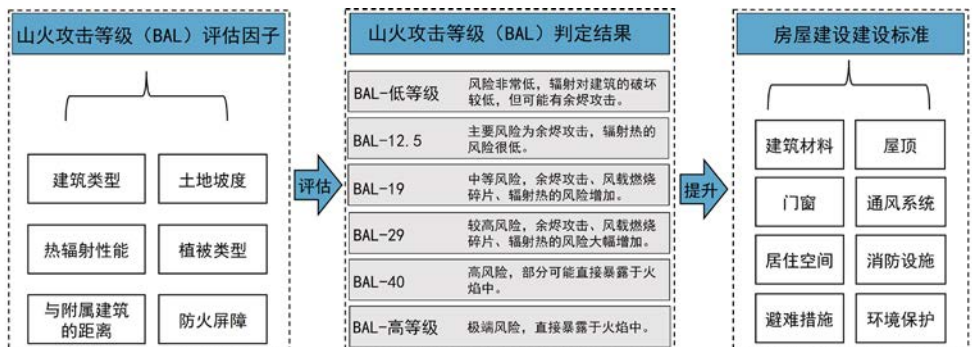 山火攻击等级（BAL）评估因子
建筑类型
土地坡度
热辐射性能
植被类型
与附属建筑
的距离
防火屏障
评估
山火攻击等级（BAL）判定结果
BAL-低等级
风险非常低，辐射对建筑的破坏
较低，但可能有余烬攻击。
BAL-12.5
主要风险为余烬攻击，辐射热的
风险很低。
BAL-19
中等风险，余烬攻击、风载燃烧
碎片、辐射热的风险增加。
BAL-29
较高风险，余烬攻击、风载燃烧
碎片、辐射热的风险大幅增加。
BAL-40
高风险，部分可能直接暴露于火
焰中。
BAL-高等级
极端风险，直接暴露于火焰中。
提升
房屋建设建设标准
建筑材料
屋顶
门窗
通风系统
居住空间
消防设施
避难措施
环境保护